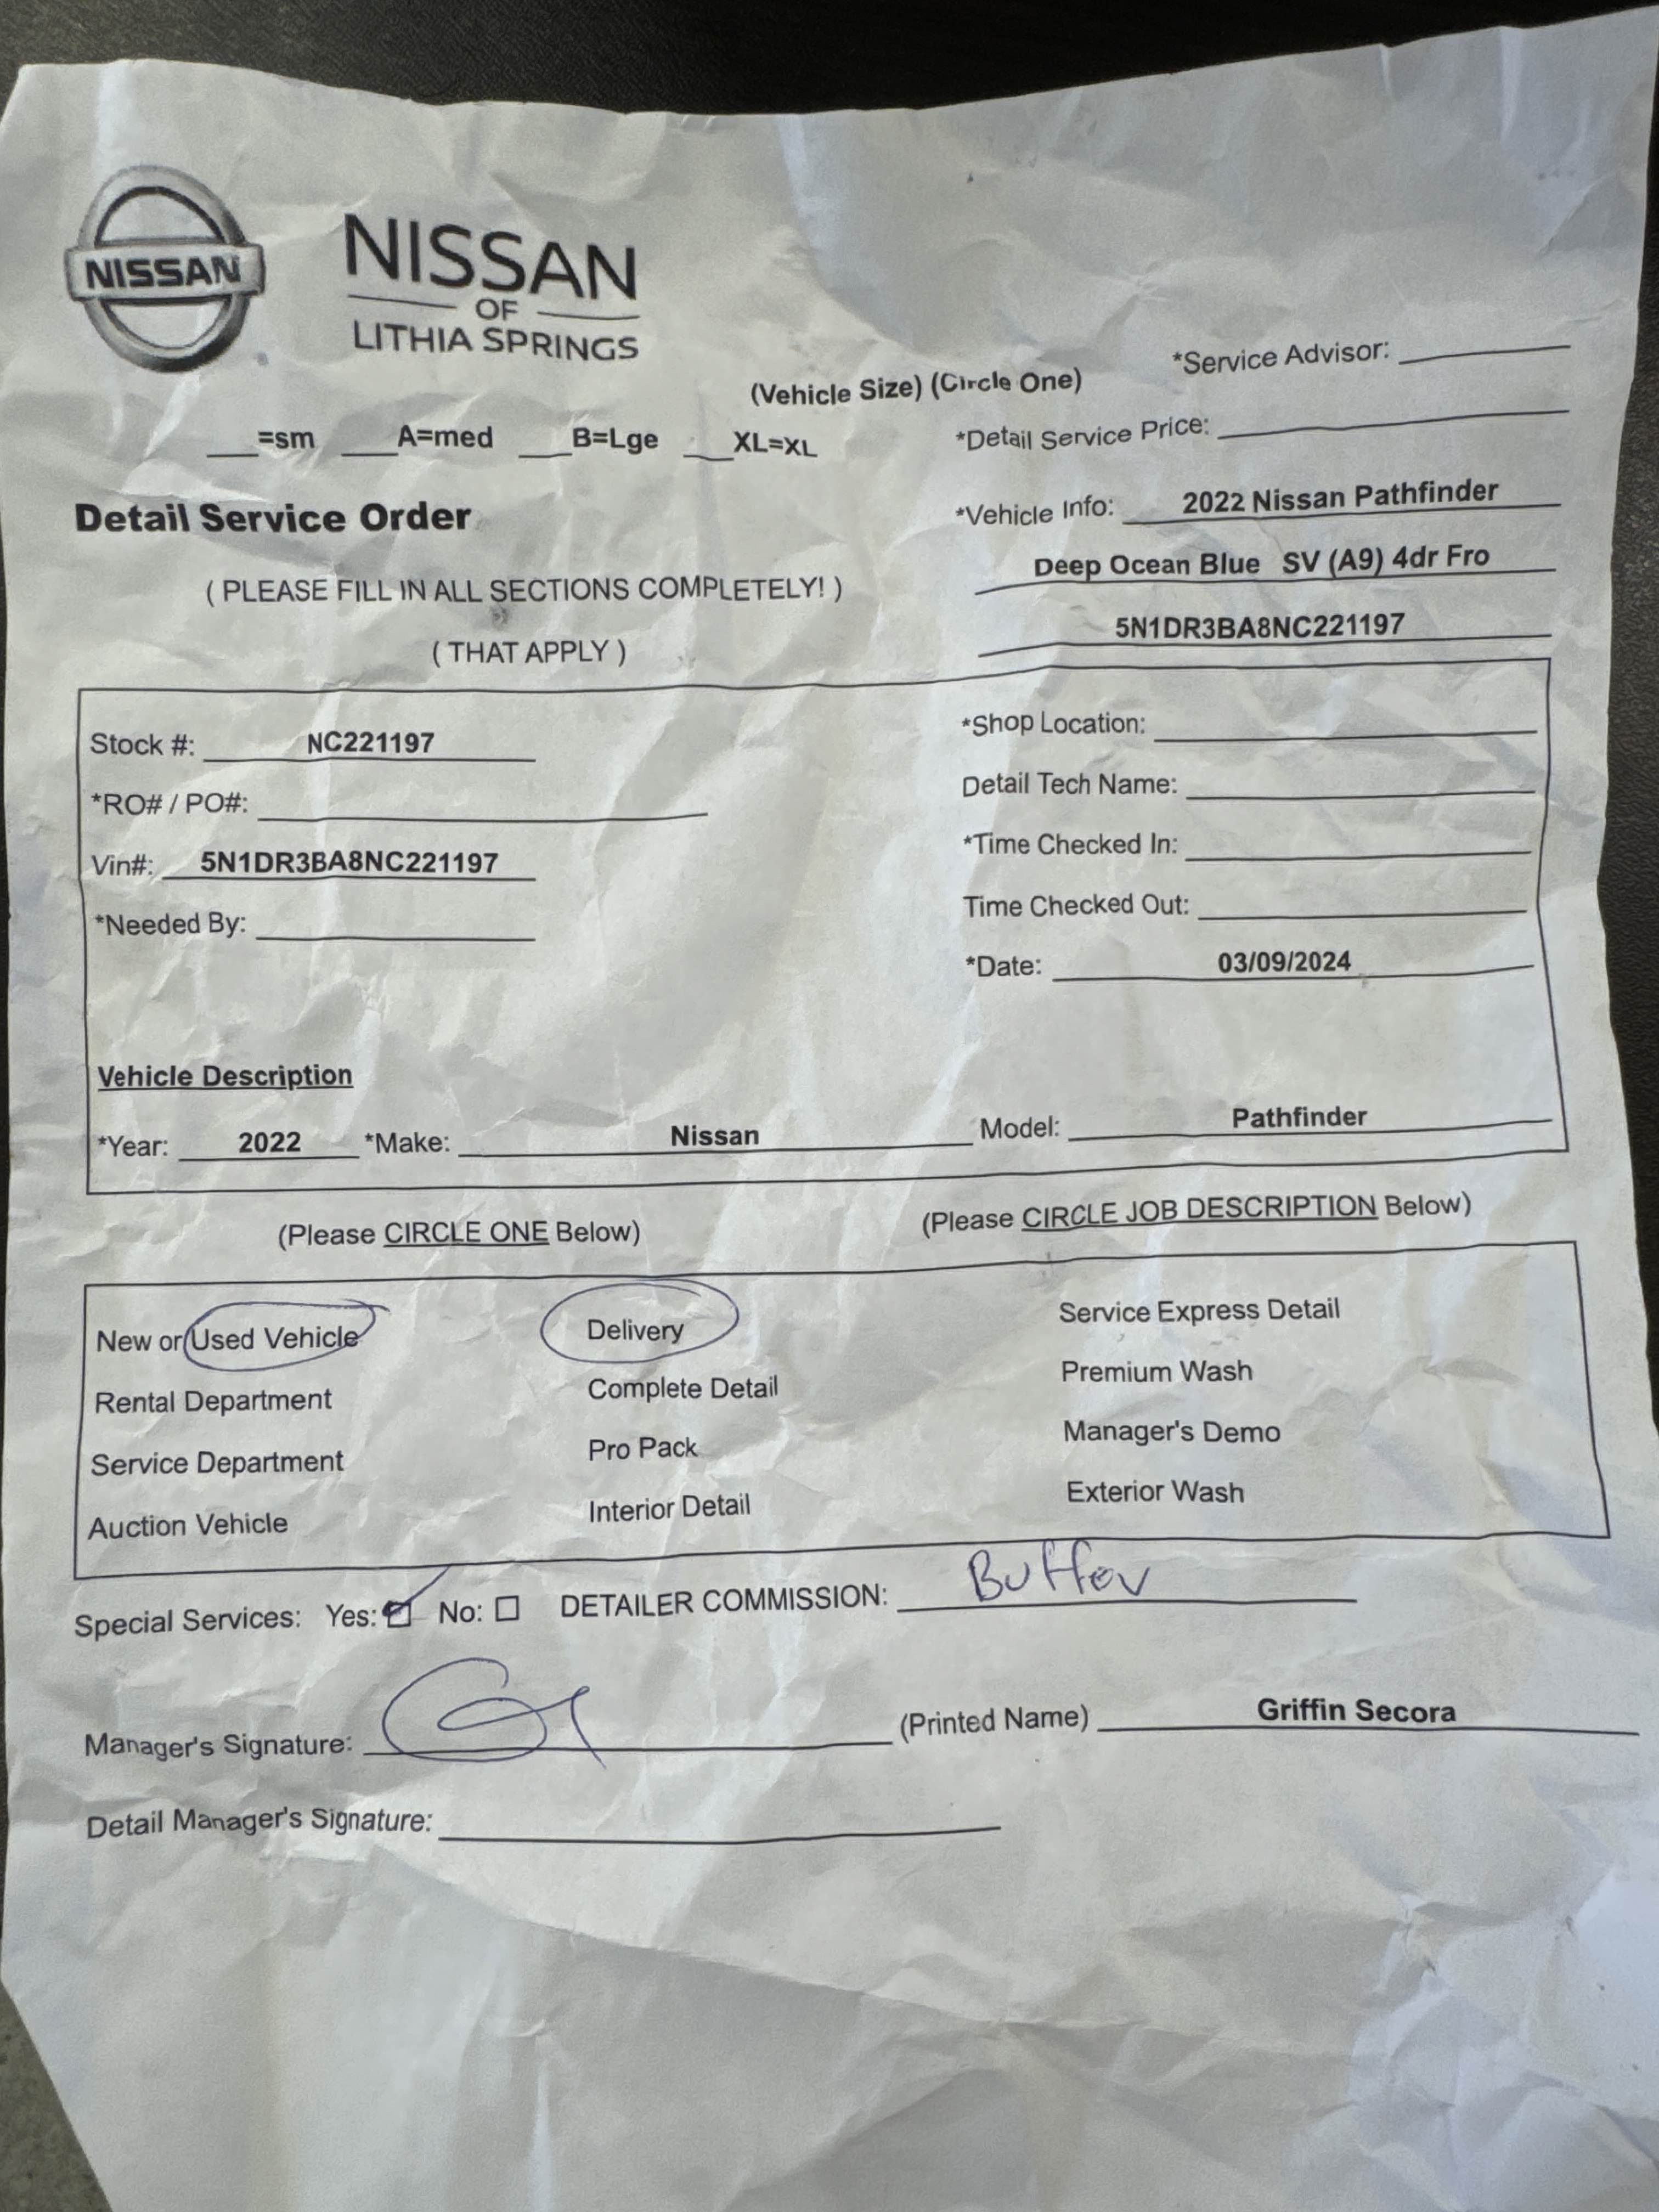 NISSAN
NISSAN
OF
LITHIA SPRINGS
*Service Advisor:
(Vehicle Size) (Circle One)
=sm A=med B=Lge XL=XL
*Detail Service Price:
Detail Service Order
*Vehicle Info: 2022 Nissan Pathfinder
Deep Ocean Blue SV (A9) 4dr Fro
( PLEASE FILL IN ALL SECTIONS COMPLETELY! )
5N1DR3BA8NC221197
( THAT APPLY )
Stock #: NC221197
*Shop Location:
*RO# / PO#:
Detail Tech Name:
Vin#: 5N1DR3BA8NC221197
*Time Checked In:
*Needed By:
Time Checked Out:
*Date: 03/09/2024
Vehicle Description
*Year: 2022 *Make: Nissan Model: Pathfinder
(Please CIRCLE ONE Below) (Please CIRCLE JOB DESCRIPTION Below)
New or Used Vehicle Delivery Service Express Detail
Rental Department Complete Detail Premium Wash
Service Department Pro Pack Manager's Demo
Auction Vehicle Interior Detail Exterior Wash
Special Services: Yes: No: DETAILER COMMISSION: Buffer
Manager's Signature: (Printed Name) Griffin Secora
Detail Manager's Signature: